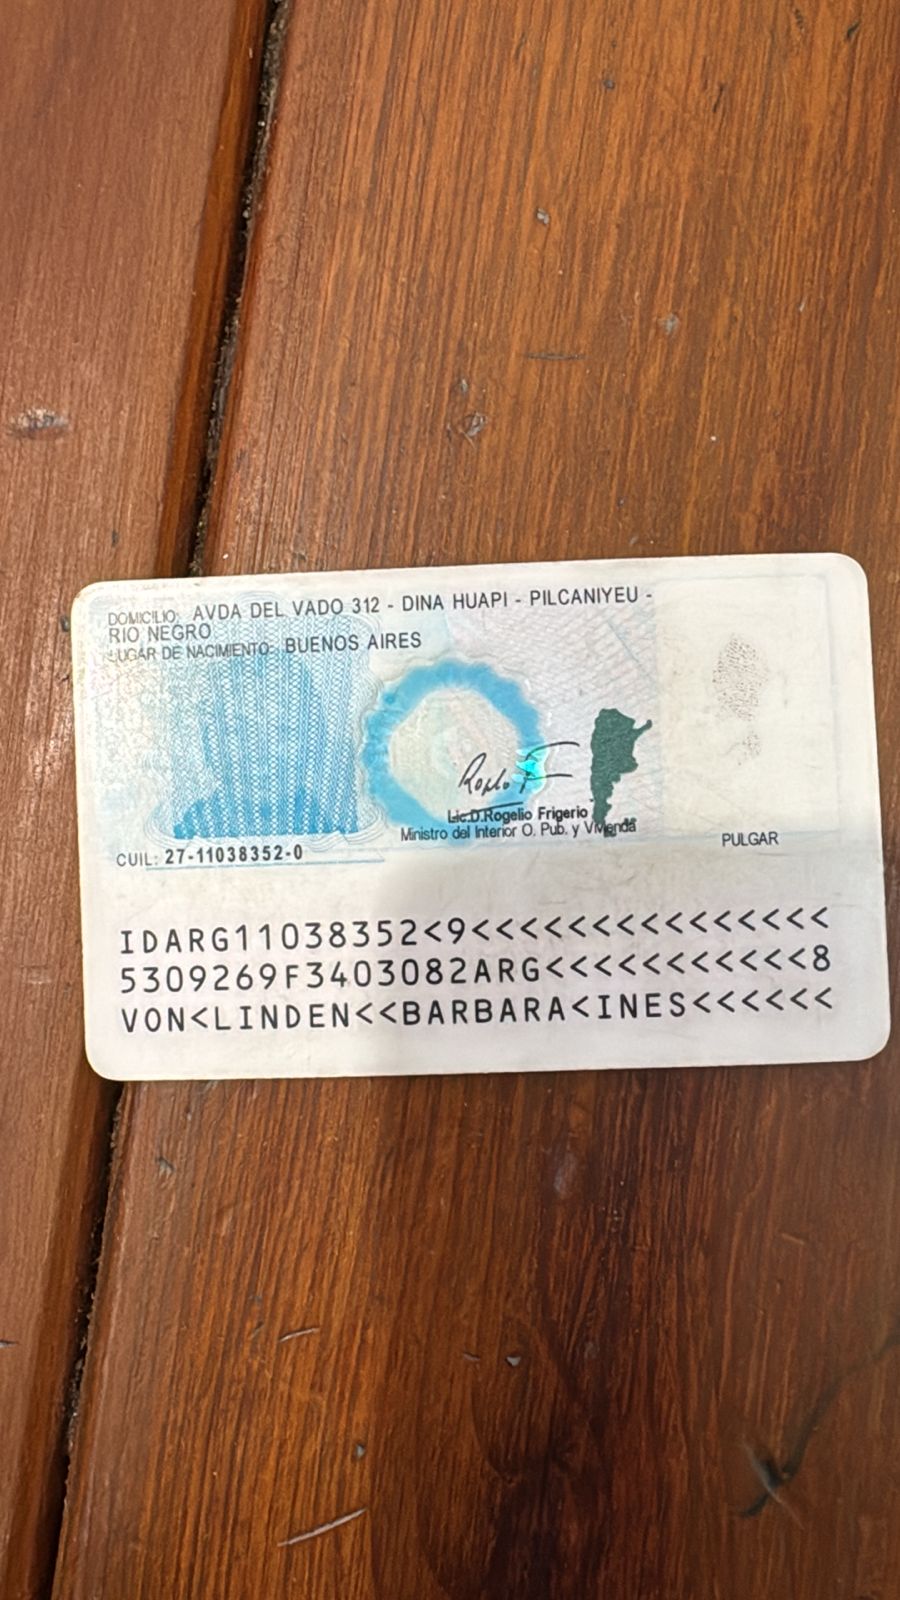 DOMICILIO: AVDA DEL VADO 312 - DINA HUAPI - PILCANIYEU -
RIO NEGRO
LUGAR DE NACIMIENTO: BUENOS AIRES
Lic.D.Rogelio Frigerio
Ministro del Interior O. Pub. y Vivienda
PULGAR
CUIL: 27-11038352-0
IDARG11038352<9<<<<<<<<<<<<<<<
5309269F3403082ARG<<<<<<<<<<<8
VON<LINDEN<<BARBARA<INES<<<<<<